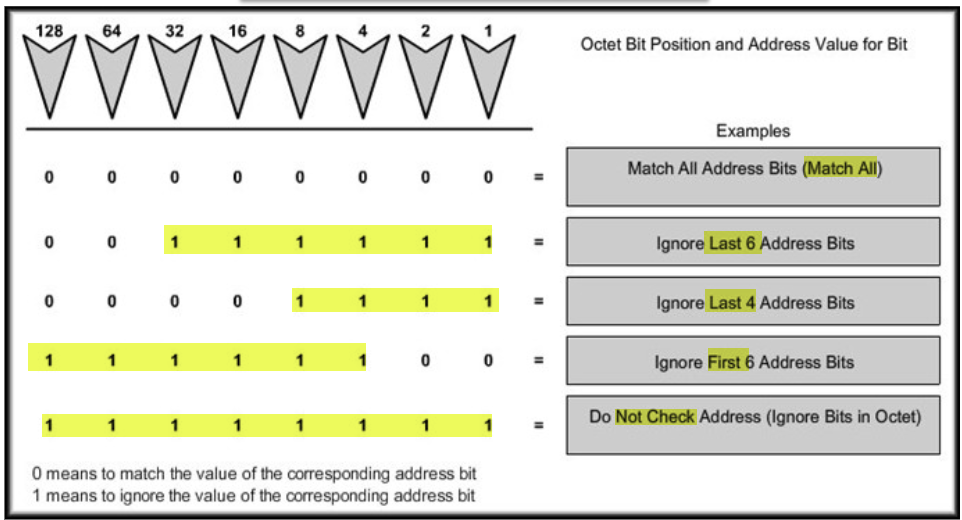 128 64 32 16 8 4 2 1
Octet Bit Position and Address Value for Bit
Examples
0 0 0 0 0 0 0 0 = Match All Address Bits (Match All)
0 0 1 1 1 1 1 1 = Ignore Last 6 Address Bits
0 0 0 0 1 1 1 1 = Ignore Last 4 Address Bits
1 1 1 1 1 1 0 0 = Ignore First 6 Address Bits
1 1 1 1 1 1 1 1 = Do Not Check Address (Ignore Bits in Octet)
0 means to match the value of the corresponding address bit
1 means to ignore the value of the corresponding address bit